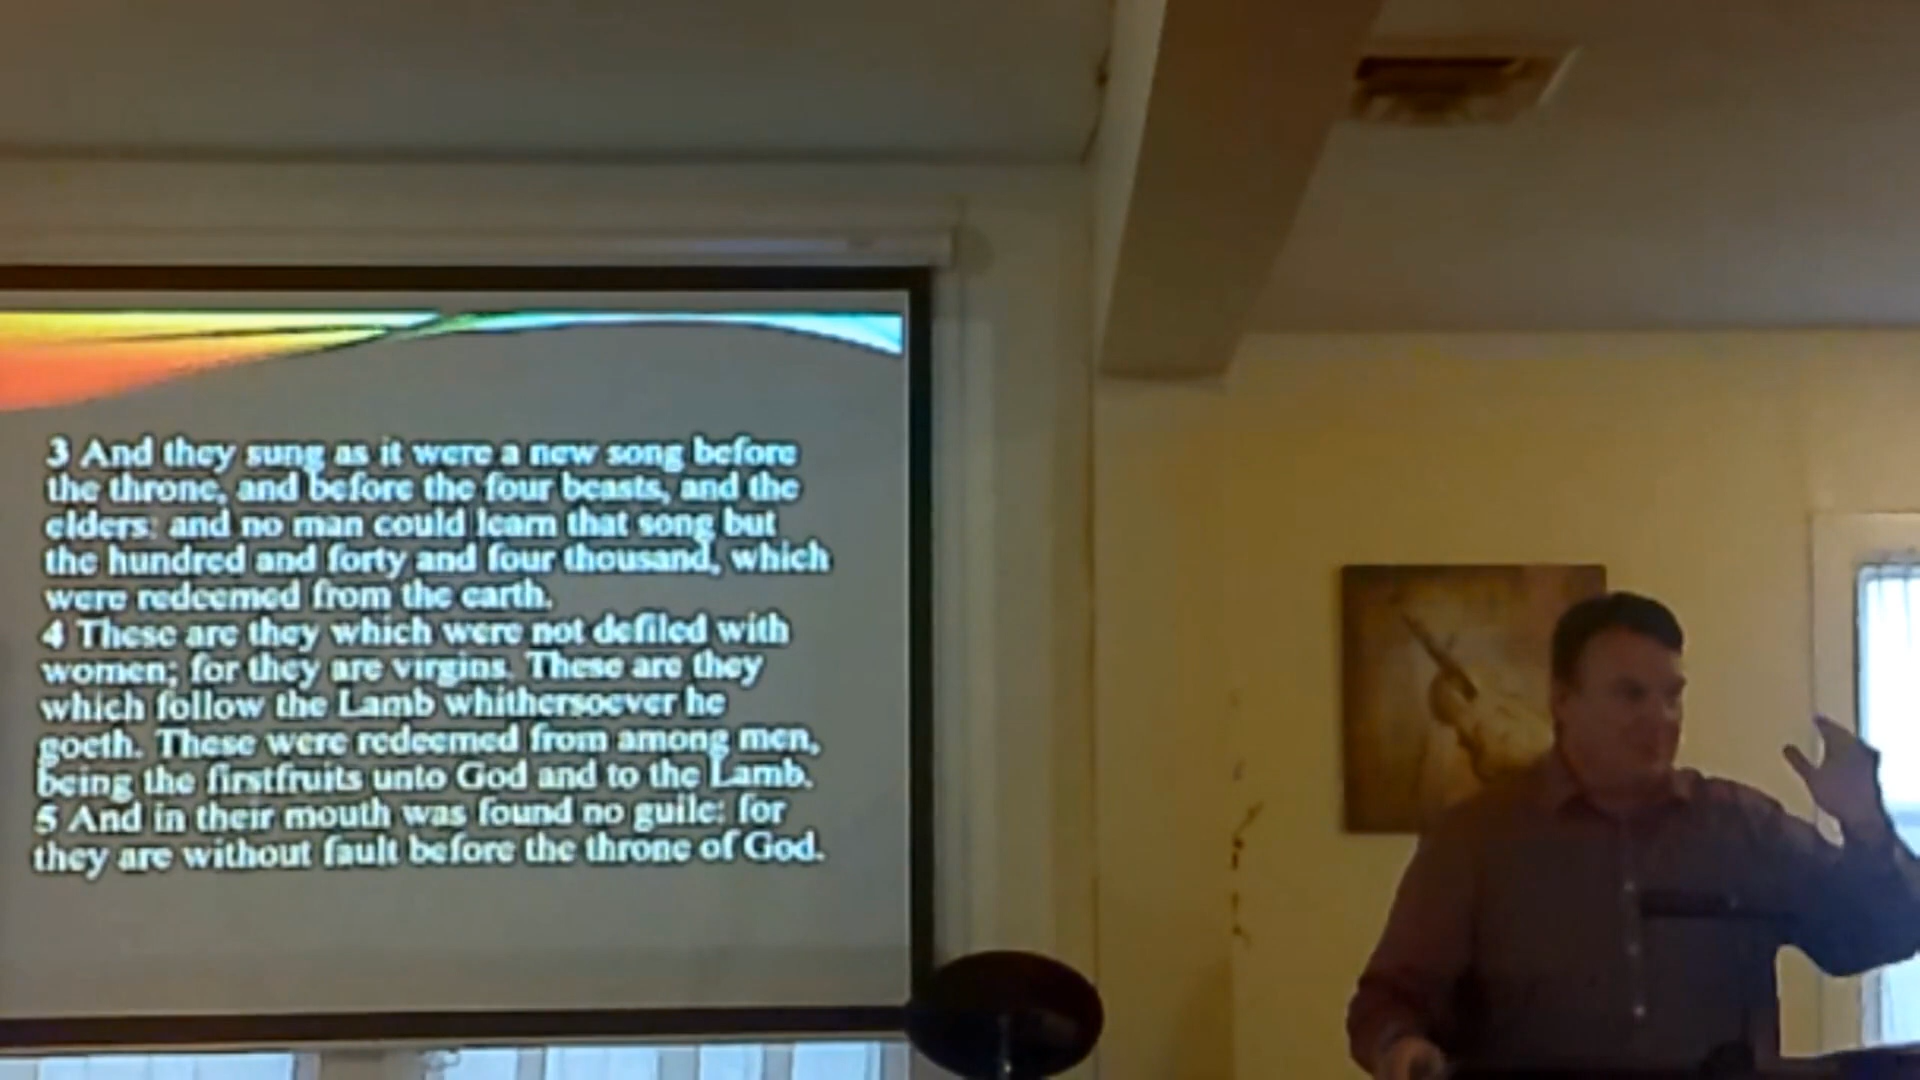 3 And they sung as it were a new song before
the throne, and before the four beasts, and the
elders: and no man could learn that song but
the hundred and forty and four thousand, which
were redeemed from the earth.
4 These are they which were not defiled with
women; for they are virgins. These are they
which follow the Lamb whithersoever he
goeth. These were redeemed from among men,
being the firstfruits unto God and to the Lamb.
5 And in their mouth was found no guile: for
they are without fault before the throne of God.